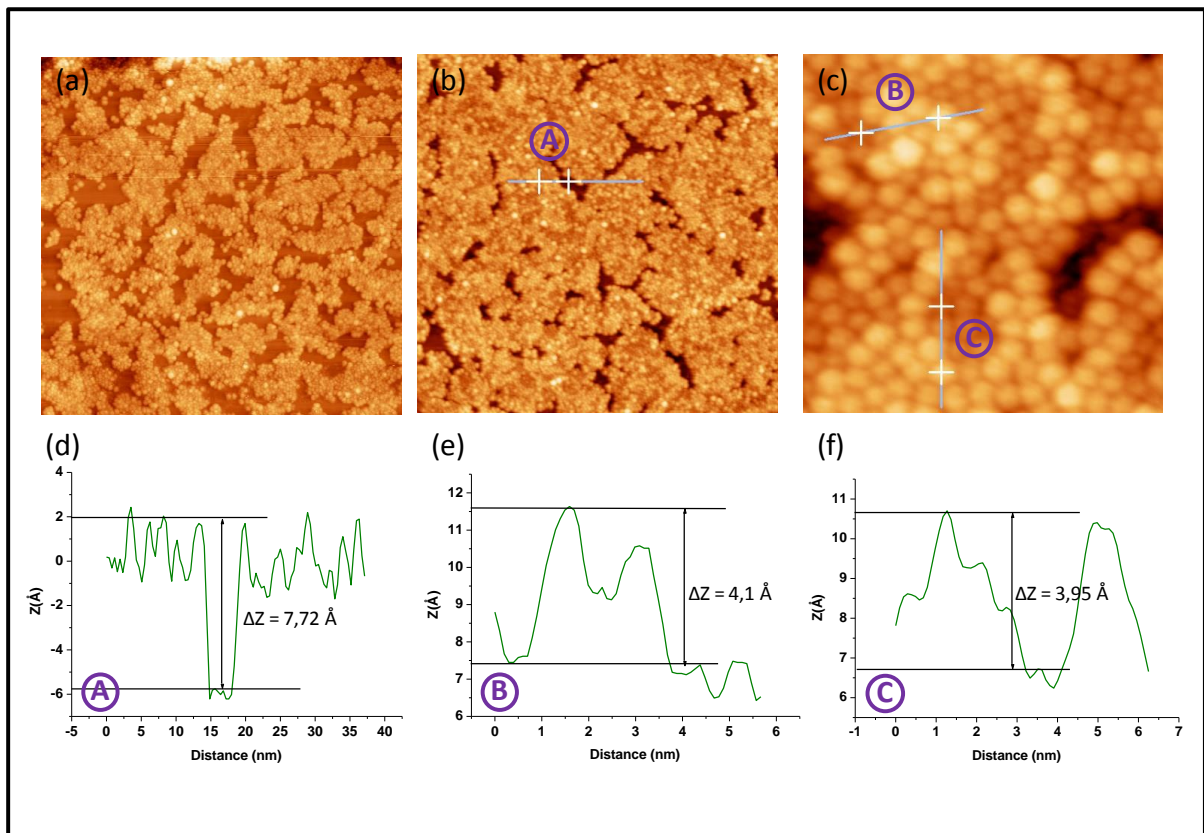 (a)
(b)
(c)
A
B
C
(d)
(e)
(f)
4
2
0
-2
-4
-6
Z(Å)
ΔZ = 7,72 Å
A
-5 0 5 10 15 20 25 30 35 40
Distance (nm)
12
11
10
9
8
7
6
Z(Å)
ΔZ = 4,1 Å
B
0 1 2 3 4 5 6
Distance (nm)
11
10
9
8
7
6
Z(Å)
ΔZ = 3,95 Å
C
-1 0 1 2 3 4 5 6 7
Distance (nm)